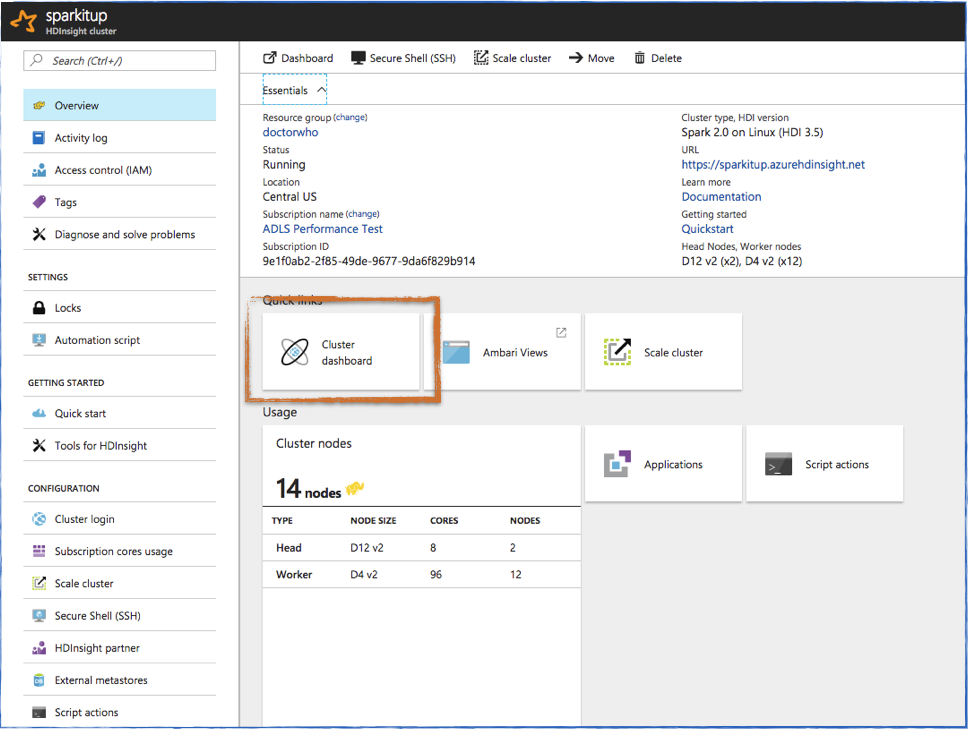 sparkitup
HDInsight cluster
Search (Ctrl+/)
Overview
Activity log
Access control (IAM)
Tags
Diagnose and solve problems
SETTINGS
Locks
Automation script
GETTING STARTED
Quick start
Tools for HDInsight
CONFIGURATION
Cluster login
Subscription cores usage
Scale cluster
Secure Shell (SSH)
HDInsight partner
External metastores
Script actions
Dashboard Secure Shell (SSH) Scale cluster Move Delete
Essentials
Resource group (change)
doctorwho
Status
Running
Location
Central US
Subscription name (change)
ADLS Performance Test
Subscription ID
9e1f0ab2-2f85-49de-9677-9da6f829b914
Cluster type, HDI version
Spark 2.0 on Linux (HDI 3.5)
URL
https://sparkitup.azurehdinsight.net
Learn more
Documentation
Getting started
Quickstart
Head Nodes, Worker nodes
D12 v2 (x2), D4 v2 (x12)
Quick links
Cluster
dashboard
Ambari Views
Scale cluster
Usage
Cluster nodes
14 nodes
TYPE NODE SIZE CORES NODES
Head D12 v2 8 2
Worker D4 v2 96 12
Applications
Script actions